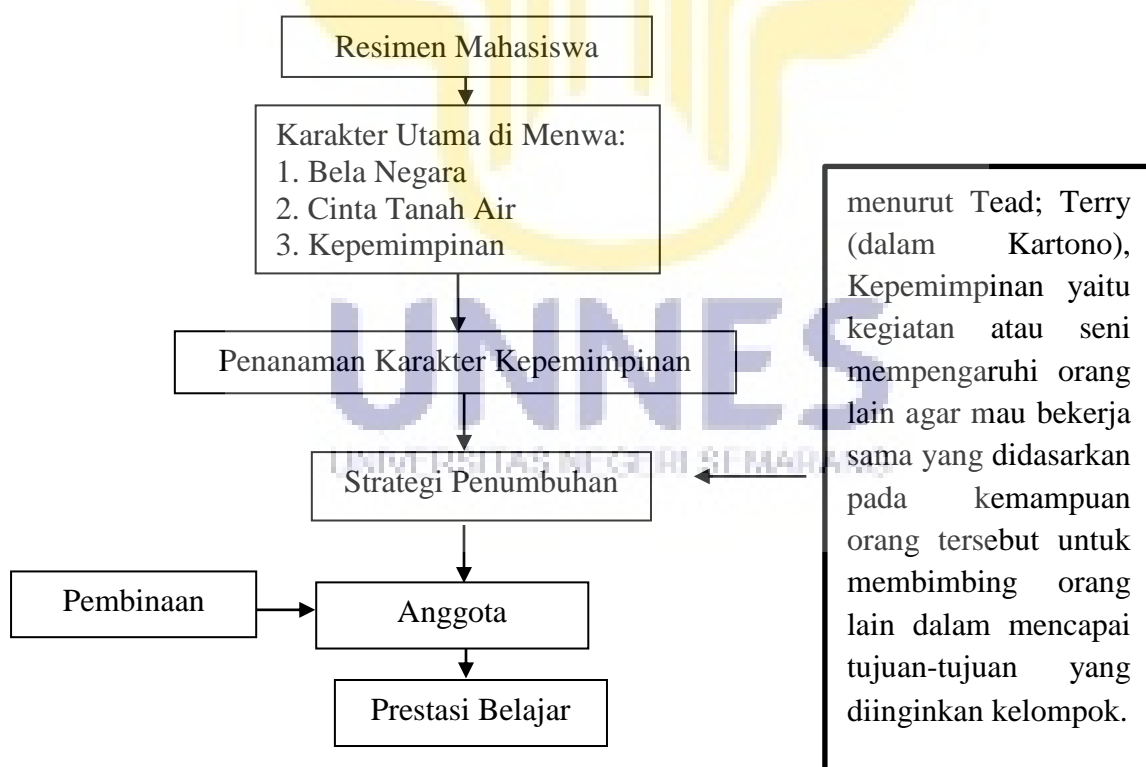 Resimen Mahasiswa
Karakter Utama di Menwa:
1. Bela Negara
2. Cinta Tanah Air
3. Kepemimpinan
Penanaman Karakter Kepemimpinan
UNNES
UNIVERSITAS NEGERI SEMARANG
Strategi Penumbuhan
Pembinaan
Anggota
Prestasi Belajar
menurut Tead; Terry
(dalam Kartono),
Kepemimpinan yaitu
kegiatan atau seni
mempengaruhi orang
lain agar mau bekerja
sama yang didasarkan
pada kemampuan
orang tersebut untuk
membimbing orang
lain dalam mencapai
tujuan-tujuan yang
diinginkan kelompok.